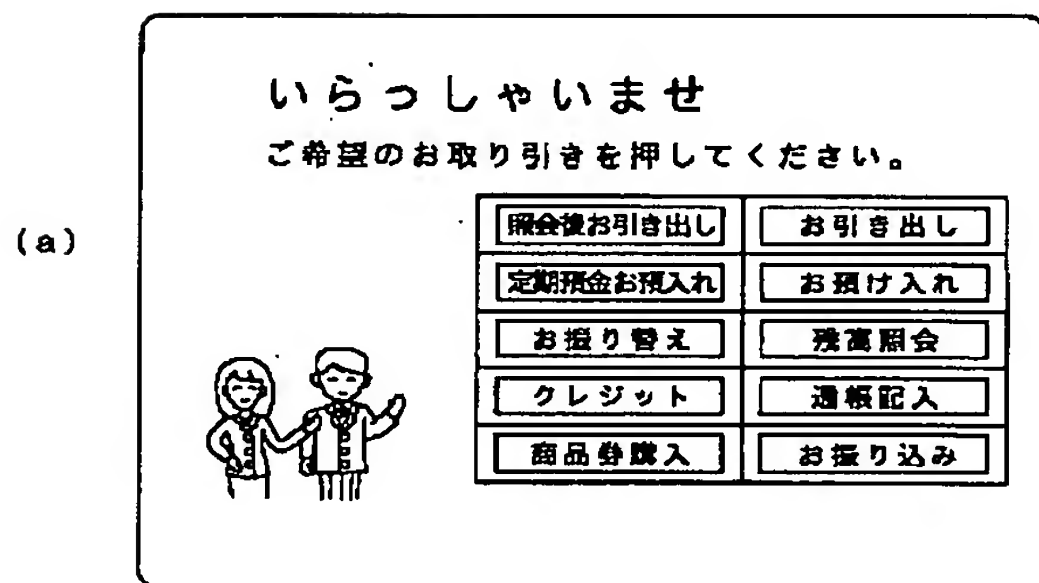 (a)
いらっしゃいませ
ご希望のお取り引きを押してください。
照会後お引き出し お引き出し
定期預金お預入れ お預け入れ
お振り替え 残高照会
クレジット 通帳記入
商品券購入 お振り込み